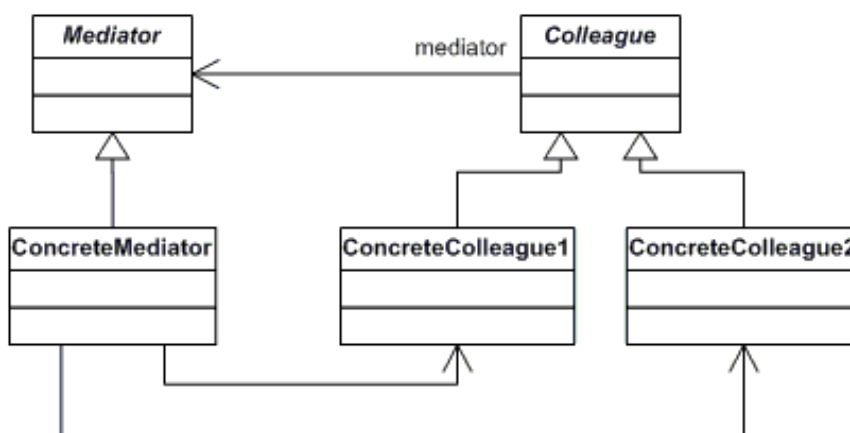 Mediator
Colleague
mediator
ConcreteMediator
ConcreteColleague1
ConcreteColleague2